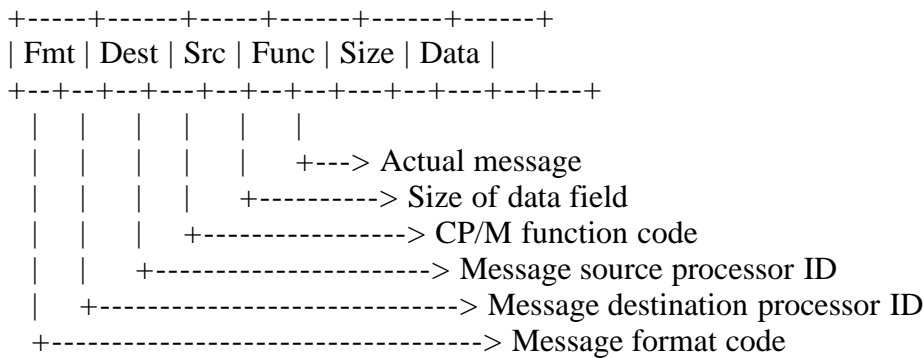 +-----+------+-----+------+------+------+
| Fmt | Dest | Src | Func | Size | Data |
+--+--+--+---+--+--+--+---+--+---+--+---+
| | | | | |
| | | | | +---> Actual message
| | | | +----------> Size of data field
| | | +-----------------> CP/M function code
| | +-----------------------> Message source processor ID
| +------------------------------> Message destination processor ID
+------------------------------------> Message format code